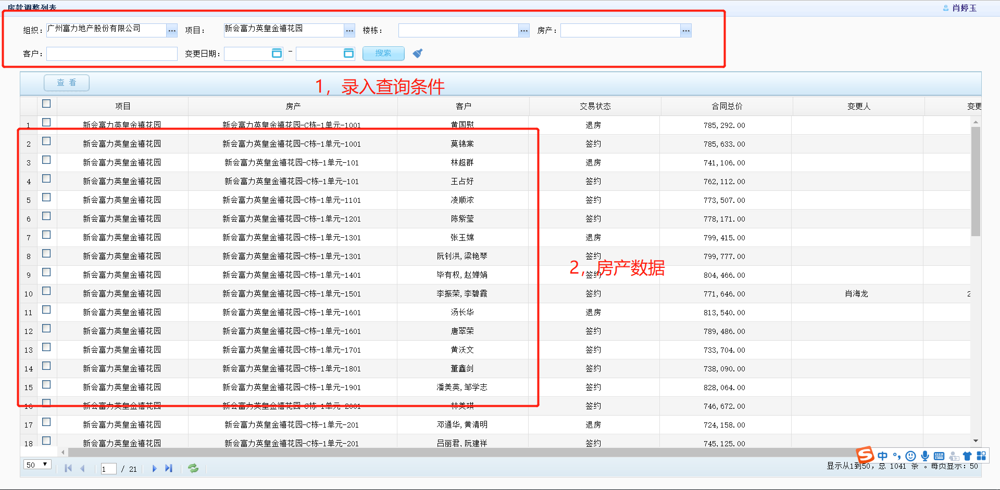 房款调整列表
肖婷玉
组织： 广州富力地产股份有限公司 ... 项目： 新会富力英皇金禧花园 ... 楼栋： ... 房产： ...
客户： 变更日期： - 搜索
查 看
1，录入查询条件
项目 房产 客户 交易状态 合同总价 变更人 变更
1 新会富力英皇金禧花园 新会富力英皇金禧花园-C栋-1单元-1001 黄国慰 退房 785,292.00
2 新会富力英皇金禧花园 新会富力英皇金禧花园-C栋-1单元-1001 莫锦棠 签约 785,633.00
3 新会富力英皇金禧花园 新会富力英皇金禧花园-C栋-1单元-101 林超群 退房 741,106.00
4 新会富力英皇金禧花园 新会富力英皇金禧花园-C栋-1单元-101 王占好 签约 762,112.00
5 新会富力英皇金禧花园 新会富力英皇金禧花园-C栋-1单元-1101 凌顺浓 签约 773,507.00
6 新会富力英皇金禧花园 新会富力英皇金禧花园-C栋-1单元-1201 陈紫莹 签约 778,171.00
7 新会富力英皇金禧花园 新会富力英皇金禧花园-C栋-1单元-1301 张玉嫦 退房 799,415.00
8 新会富力英皇金禧花园 新会富力英皇金禧花园-C栋-1单元-1301 阮钊洪,梁艳琴 签约 799,777.00
2，房产数据
9 新会富力英皇金禧花园 新会富力英皇金禧花园-C栋-1单元-1401 毕有权,赵婵娟 签约 804,466.00
10 新会富力英皇金禧花园 新会富力英皇金禧花园-C栋-1单元-1501 李振荣,李碧霞 签约 771,646.00 肖海龙 2
11 新会富力英皇金禧花园 新会富力英皇金禧花园-C栋-1单元-1601 汤长华 退房 813,540.00
12 新会富力英皇金禧花园 新会富力英皇金禧花园-C栋-1单元-1601 唐翠荣 签约 789,486.00
13 新会富力英皇金禧花园 新会富力英皇金禧花园-C栋-1单元-1701 黄沃文 签约 733,704.00
14 新会富力英皇金禧花园 新会富力英皇金禧花园-C栋-1单元-1801 董鑫剑 签约 738,090.00
15 新会富力英皇金禧花园 新会富力英皇金禧花园-C栋-1单元-1901 潘美英,邹学志 签约 828,064.00
16 新会富力英皇金禧花园 新会富力英皇金禧花园-C栋-1单元-2001 林美琪 签约 746,672.00
17 新会富力英皇金禧花园 新会富力英皇金禧花园-C栋-1单元-201 邓通华,黄清明 退房 724,158.00
18 新会富力英皇金禧花园 新会富力英皇金禧花园-C栋-1单元-201 吕丽君,阮建祥 签约 745,125.00
S 中 °，
50 1 / 21 显示从1到50，总 1041 条 。每页显示：50